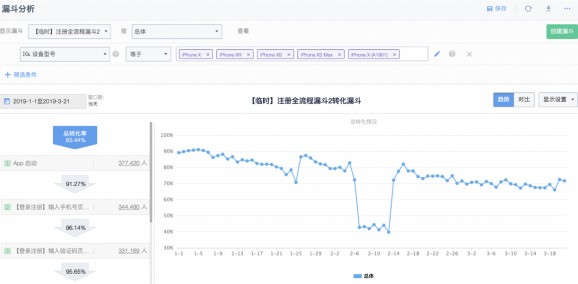 漏斗分析
保存
显示漏斗 【临时】注册全流程漏斗2 按 总体 查看
创建漏斗
设备型号 等于 iPhone X × iPhone XR × iPhone XS × iPhone XS Max × iPhone X (A1901) ×
+ 筛选条件
2019-1-1至2019-3-21
窗口期:
当天
【临时】注册全流程漏斗2转化漏斗
趋势 对比 显示设置
总转化率
83.44%
1 App 启动 377,420 人
91.27%
2 【登录注册】输入手机号页... 344,480 人
96.14%
3 【登录注册】输入验证码页... 331,169 人
95.65%
总转化情况
100%
90%
80%
70%
60%
50%
40%
30%
1-1 1-5 1-9 1-13 1-17 1-21 1-25 1-29 2-2 2-6 2-10 2-14 2-18 2-22 2-26 3-2 3-6 3-10 3-14 3-18
总体